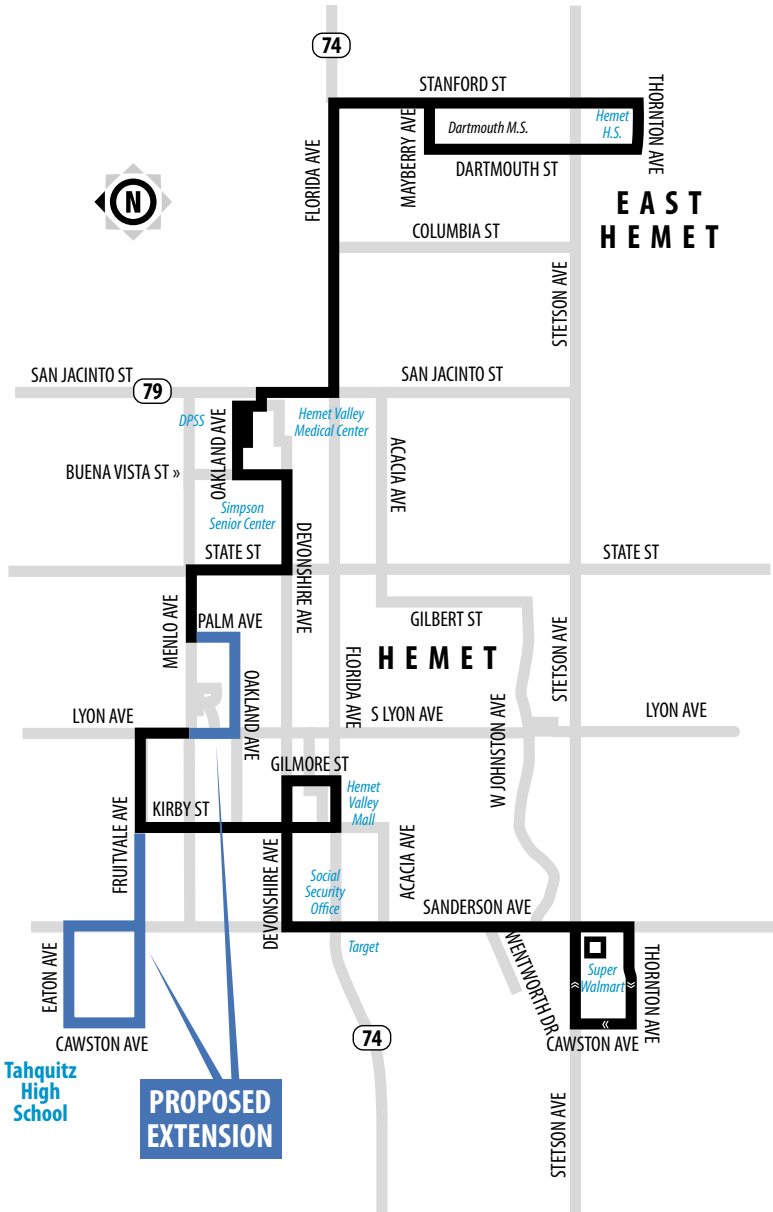 74
STANFORD ST
THORNTON AVE
MAYBERRY AVE
Dartmouth M.S.
Hemet
H.S.
DARTMOUTH ST
FLORIDA AVE
N
EAST
HEMET
COLUMBIA ST
STETSON AVE
SAN JACINTO ST
79
SAN JACINTO ST
DPSS
OAKLAND AVE
Hemet Valley
Medical Center
ACACIA AVE
BUENA VISTA ST »
Simpson
Senior Center
DEVONSHIRE AVE
STATE ST
STATE ST
MENLO AVE
PALM AVE
GILBERT ST
HEMET
OAKLAND AVE
FLORIDA AVE
STETSON AVE
LYON AVE
S LYON AVE
W JOHNSTON AVE
LYON AVE
GILMORE ST
Hemet
Valley
Mall
FRUITVALE AVE
KIRBY ST
DEVONSHIRE AVE
ACACIA AVE
Social
Security
Office
SANDERSON AVE
EATON AVE
Target
WENTWORTH DR
Super
Walmart
»
»
«
THORNTON AVE
CAWSTON AVE
CAWSTON AVE
74
Tahquitz
High
School
PROPOSED
EXTENSION
STETSON AVE